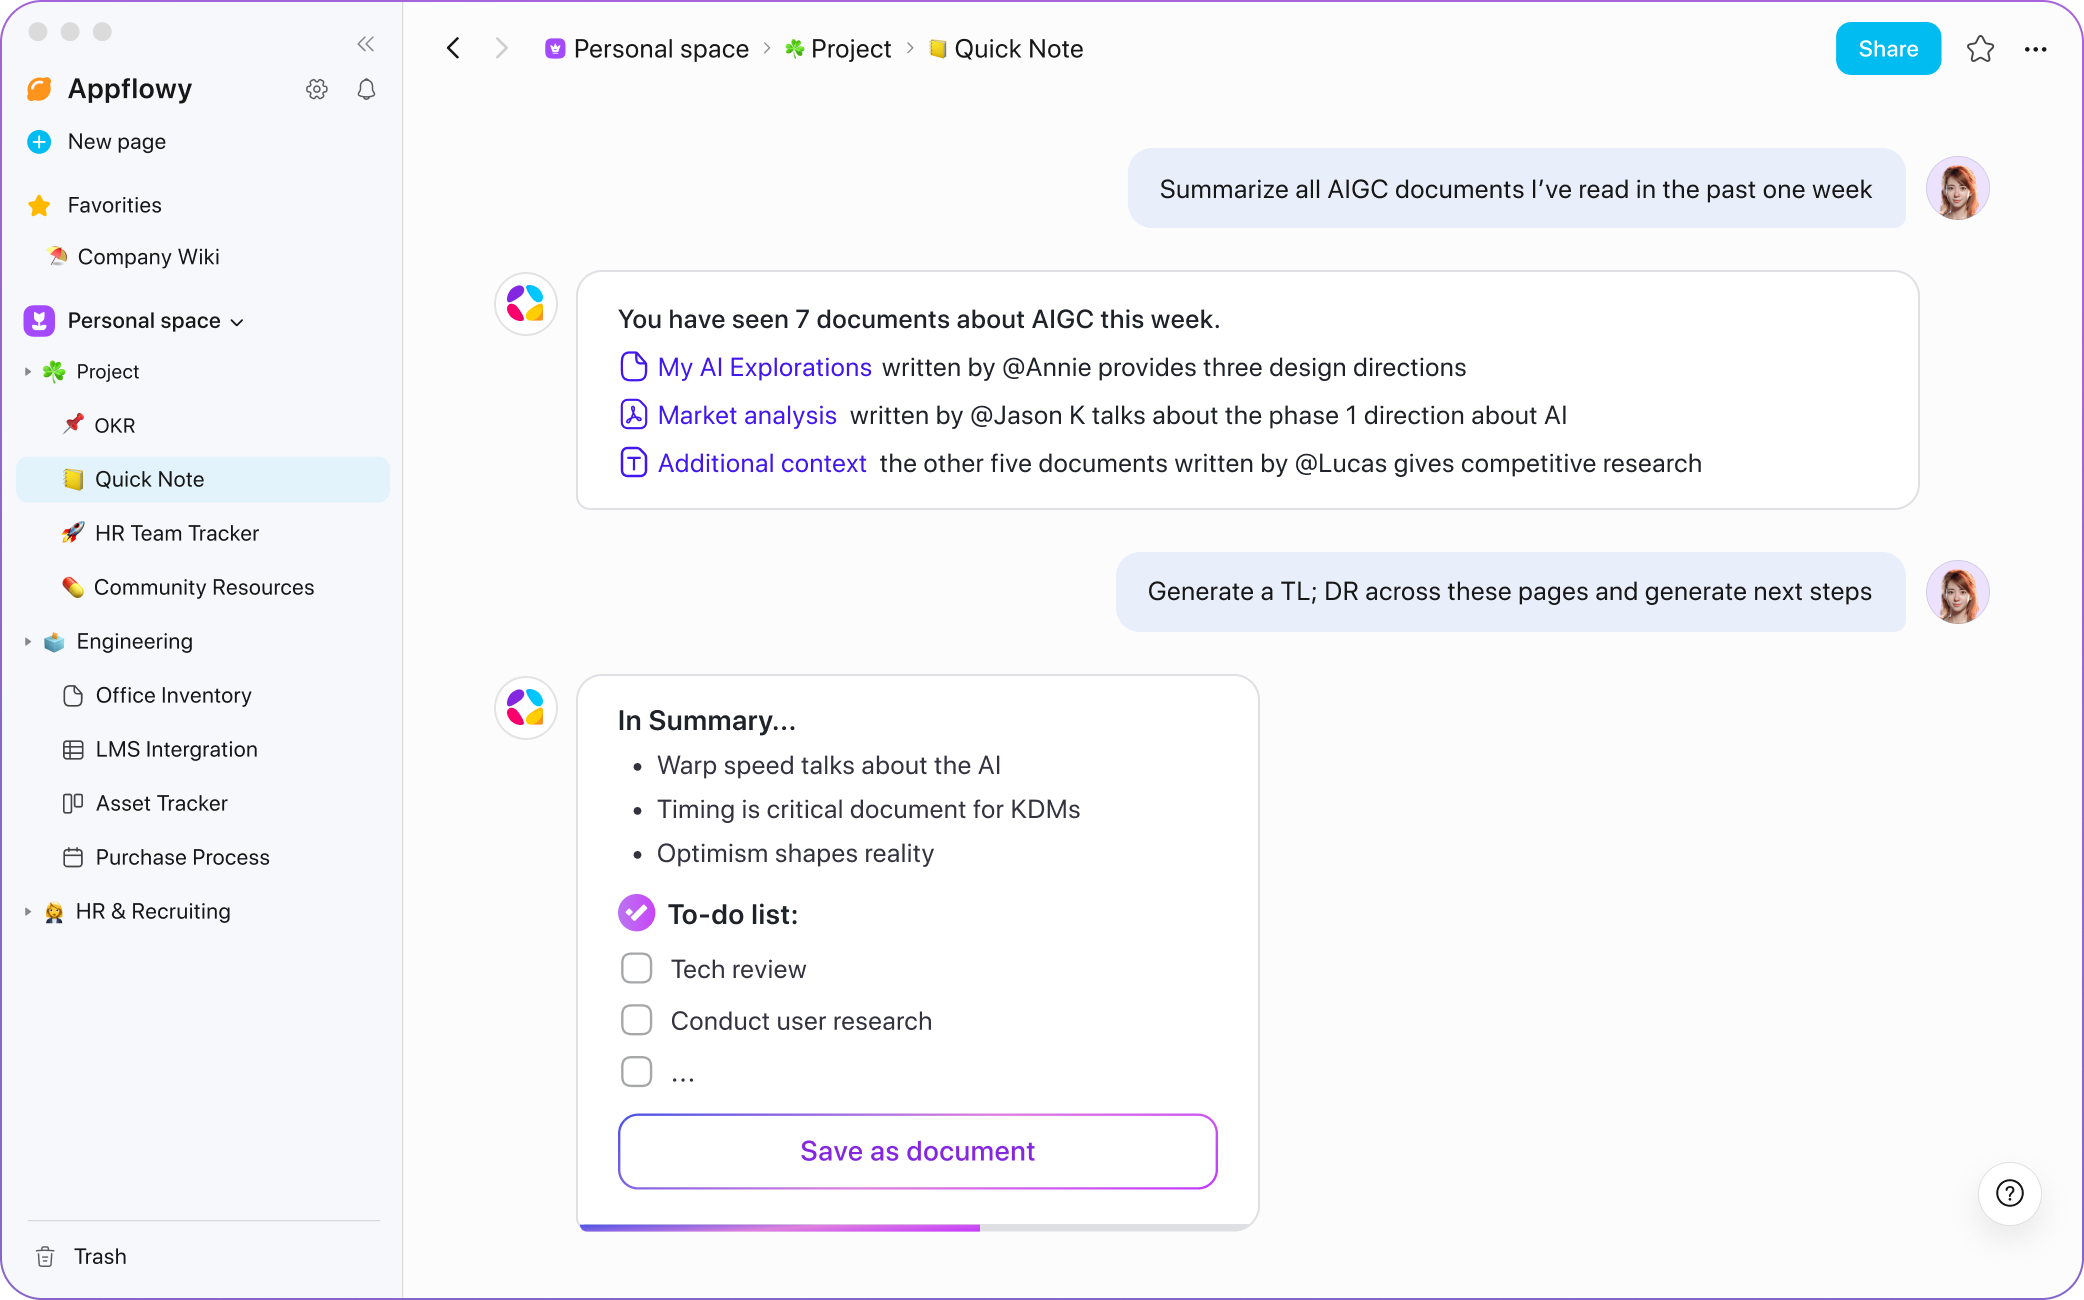 Appflowy
New page
Favorites
Company Wiki
Personal space
Project
OKR
Quick Note
HR Team Tracker
Community Resources
Engineering
Office Inventory
LMS Intergration
Asset Tracker
Purchase Process
HR & Recruiting
Trash
Personal space > Project > Quick Note
Share
Summarize all AIGC documents I’ve read in the past one week
You have seen 7 documents about AIGC this week.
My AI Explorations written by @Annie provides three design directions
Market analysis written by @Jason K talks about the phase 1 direction about AI
Additional context the other five documents written by @Lucas gives competitive research
Generate a TL; DR across these pages and generate next steps
In Summary...
• Warp speed talks about the AI
• Timing is critical document for KDMs
• Optimism shapes reality
To-do list:
Tech review
Conduct user research
...
Save as document